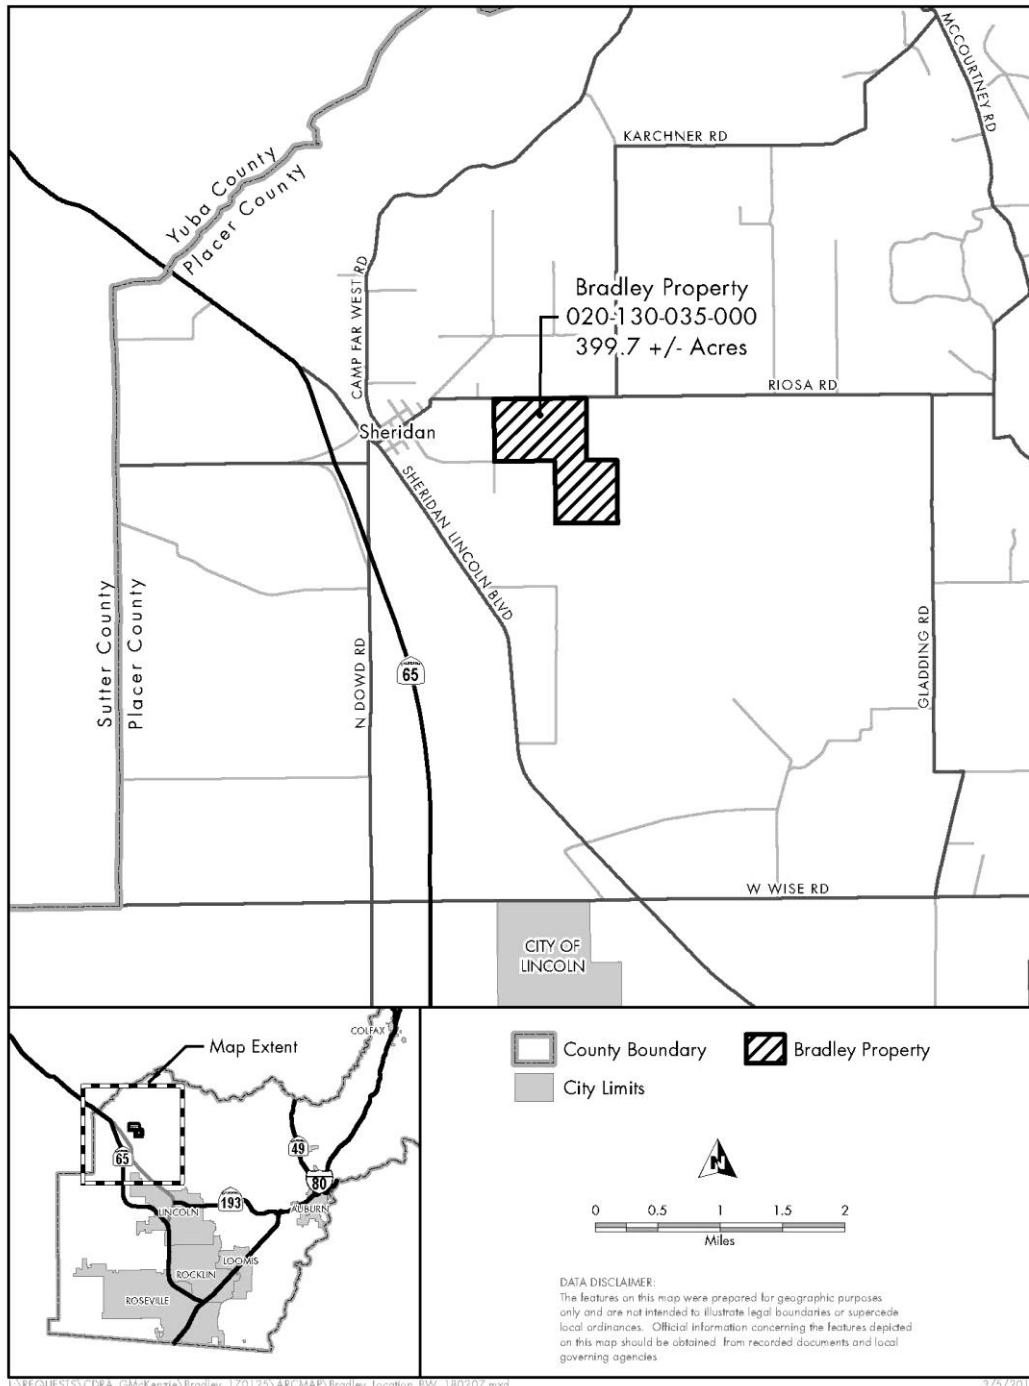 MCCOURTNEY RD
KARCHNER RD
Yuba County
Placer County
CAMP FAR WEST RD
Bradley Property
020-130-035-000
399.7 +/- Acres
RIOSA RD
Sheridan
SHERIDAN LINCOLN BLVD
Sutter County
Placer County
N DOWD RD
CALIFORNIA
65
GLADDING RD
W WISE RD
CITY OF
LINCOLN
COLFAX
Map Extent
49
65
80
193
LINCOLN
AUBURN
LOOMIS
ROCKLIN
ROSEVILLE
County Boundary
Bradley Property
City Limits
N
0 0.5 1 1.5 2
Miles
DATA DISCLAIMER:
The features on this map were prepared for geographic purposes
only and are not intended to illustrate legal boundaries or supercede
local ordinances. Official information concerning the features depicted
on this map should be obtained from recorded documents and local
governing agencies